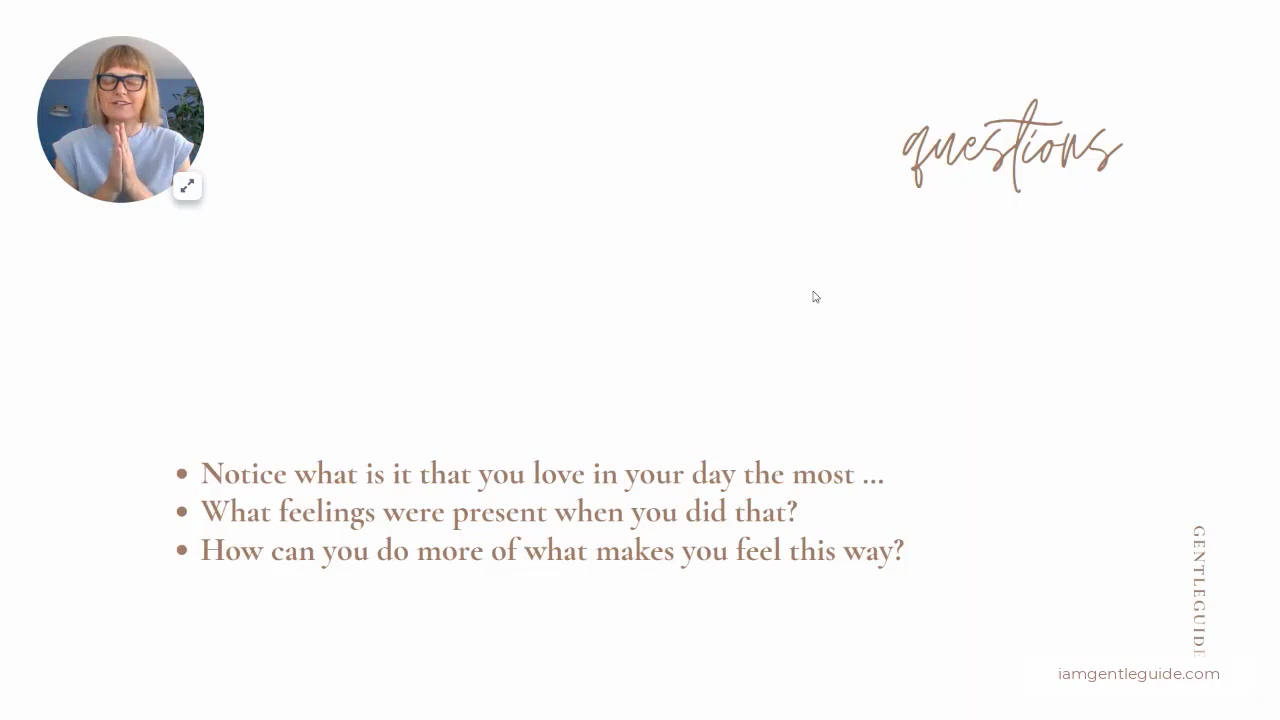 questions
• Notice what is it that you love in your day the most ...
• What feelings were present when you did that?
• How can you do more of what makes you feel this way?
GENTLEGUIDE
iamgentleguide.com